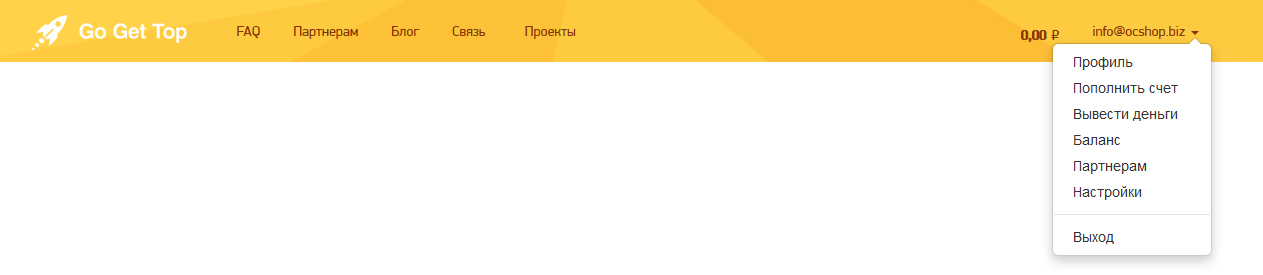 Go Get Top FAQ Партнерам Блог Связь Проекты 0,00 ₽ info@ocshop.biz
Профиль
Пополнить счет
Вывести деньги
Баланс
Партнерам
Настройки
Выход